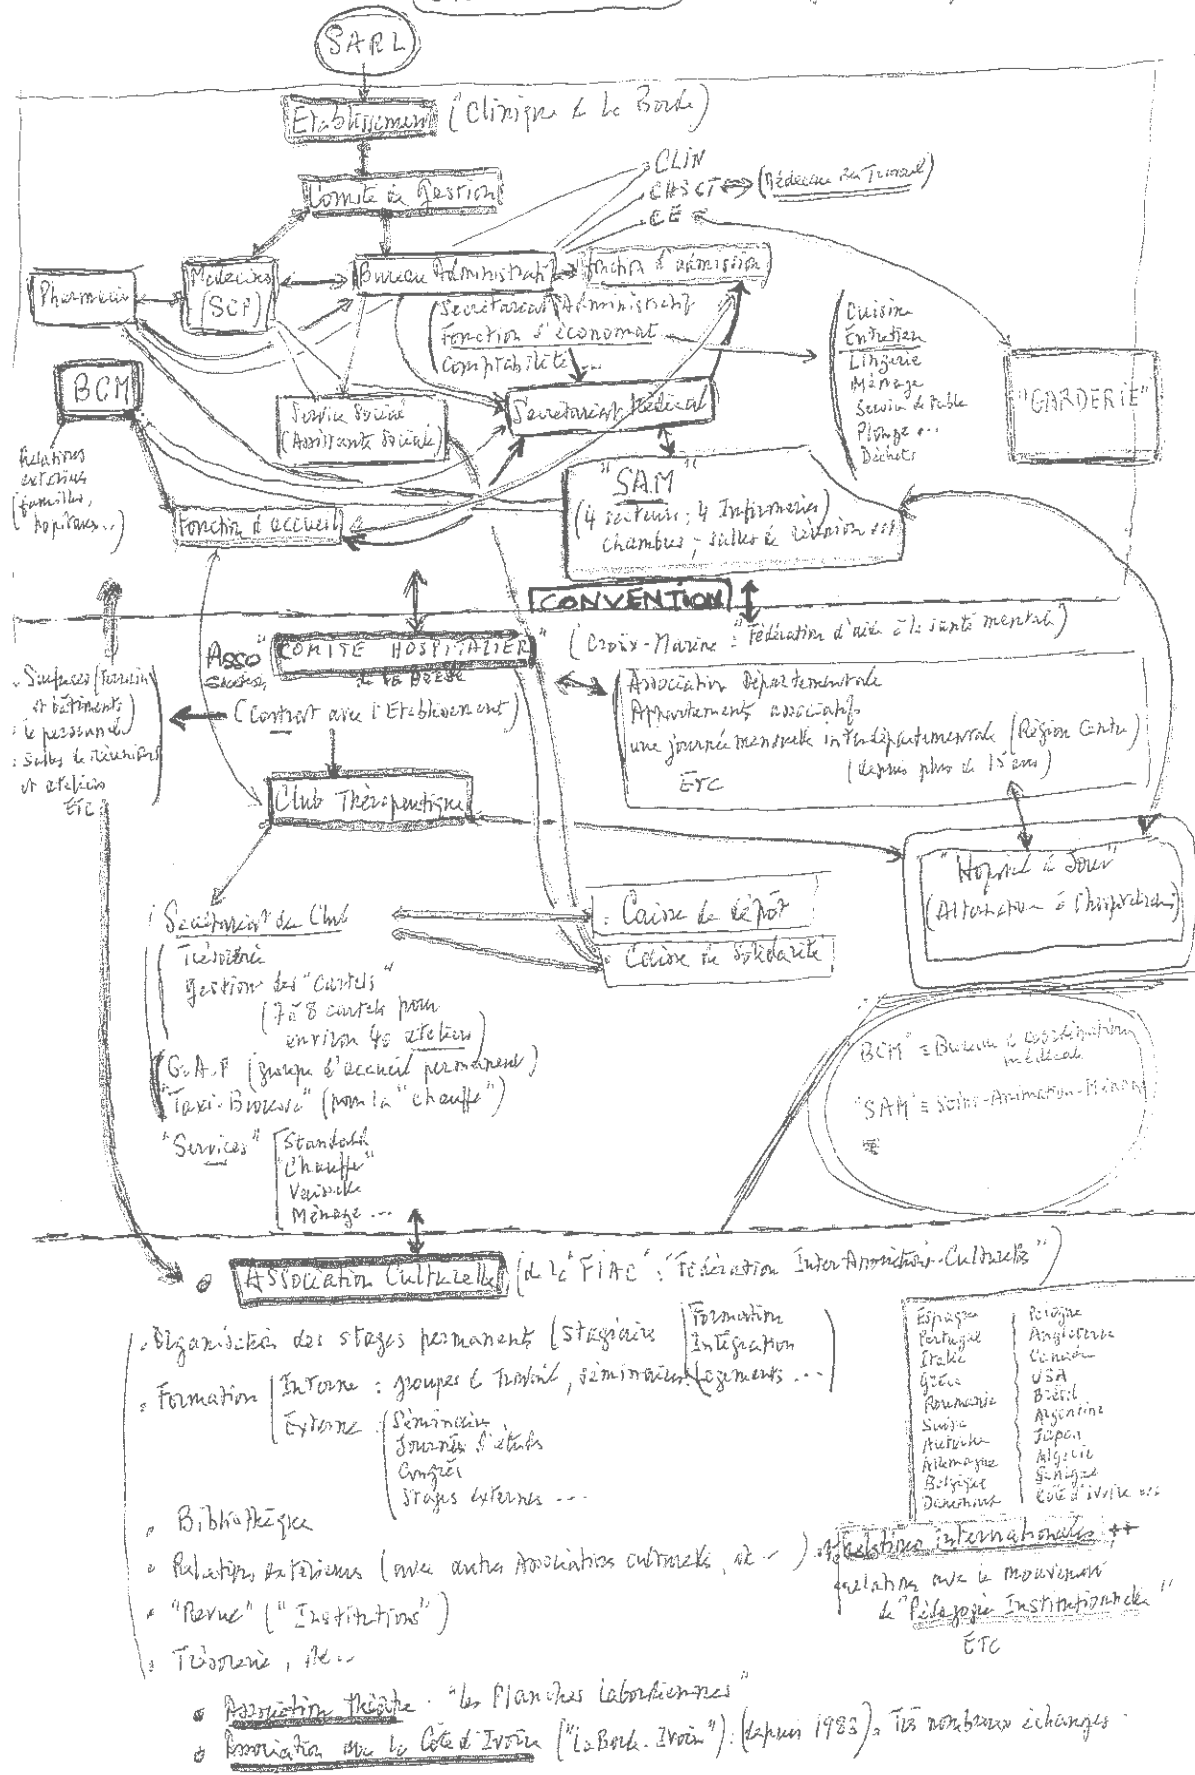 SARL
Etablissement (Clinique de La Borde)
Comité de Gestion
CLIN
CHSCT (Médecine du Travail)
CE
Pharmacie
Médecins
(SCP)
Bureau Administratif
fonction d'admission
Secrétariat Administratif
Fonction d'économat
Comptabilité ...
Cuisine
Entretien
Lingerie
Ménage
Service de table
Plonge ...
Déchets
"GARDERIE"
BCM
Service Social
(Assistante Sociale)
Secrétariat Médical
Relations
extérieures
(familles,
hôpitaux...)
Fonction d'accueil
"SAM"
(4 secteurs; 4 Infirmeries)
chambres; salles de réunion
CONVENTION
Asso
"COMITE HOSPITALIER"
de La Borde
(Croix-Marine: "Fédération d'aide à la santé mentale)
. Surfaces (terrain
et bâtiments)
. le personnel
. salles de réunions
et ateliers
ETC
(Contrat avec l'Etablissement)
Association Départementale
Appartements associatifs
une journée mensuelle interdépartementale (Région Centre)
(depuis plus de 15 ans)
ETC
Club Thérapeutique
"Hôpital de Jour"
(Alternative à l'hospitalisation)
Secrétariat du Club
Trésorerie
gestion des "cartels"
(7 à 8 cartels pour
environ 40 ateliers)
. Caisse de dépôt
. Caisse de Solidarité
G.A.P (groupe d'accueil permanent)
"Taxi-Brousse" (pour la "chauffe")
"Services"
Standard
"Chauffe"
Vaisselle
Ménage ...
"BCM" = Bureau de coordination
médicale
"SAM" = Soins-Animation-Ménage
ASSOCIATION Culturelle (de la "FIAC": "Fédération Inter-Associations-Culturelles")
. Organisation des stages permanents (Stagiaire
Formation
Intégration
Logements ...)
. Formation
Interne : groupes de travail, séminaires
Externe
Séminaire
Journées d'études
Congrès
Stages externes ...
. Bibliothèque
. Relations extérieures (avec autres Associations culturelles, etc)
. "Revue" ("Institutions")
. Trésorerie, etc..
Espagne
Portugal
Italie
Grèce
Roumanie
Suisse
Autriche
Allemagne
Belgique
Danemark
Pologne
Angleterre
Canada
USA
Brésil
Argentine
Japon
Algérie
Sénégal
Côte d'Ivoire ...
Relations internationales ++
relations avec le mouvement
de "Pédagogie Institutionnelle"
ETC
. Association théâtre - "Les Planches Labordiennes"
. Association avec la Côte d'Ivoire ("La Borde-Ivoire"): (depuis 1983). Très nombreux échanges.